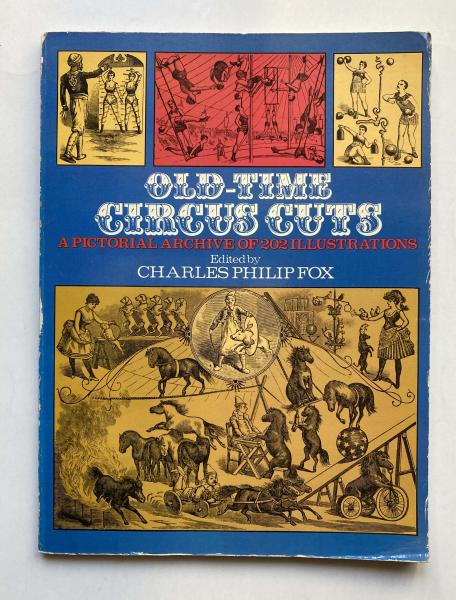 OLD-TIME
CIRCUS CUTS
A PICTORIAL ARCHIVE OF 202 ILLUSTRATIONS
Edited by
CHARLES PHILIP FOX